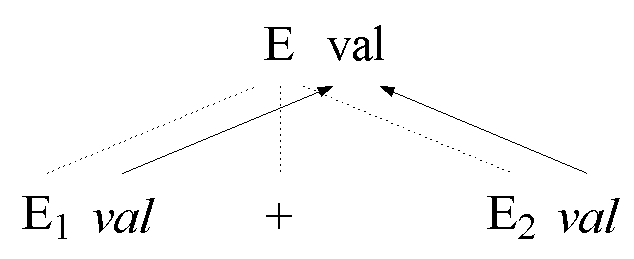 E val
E₁ val + E₂ val